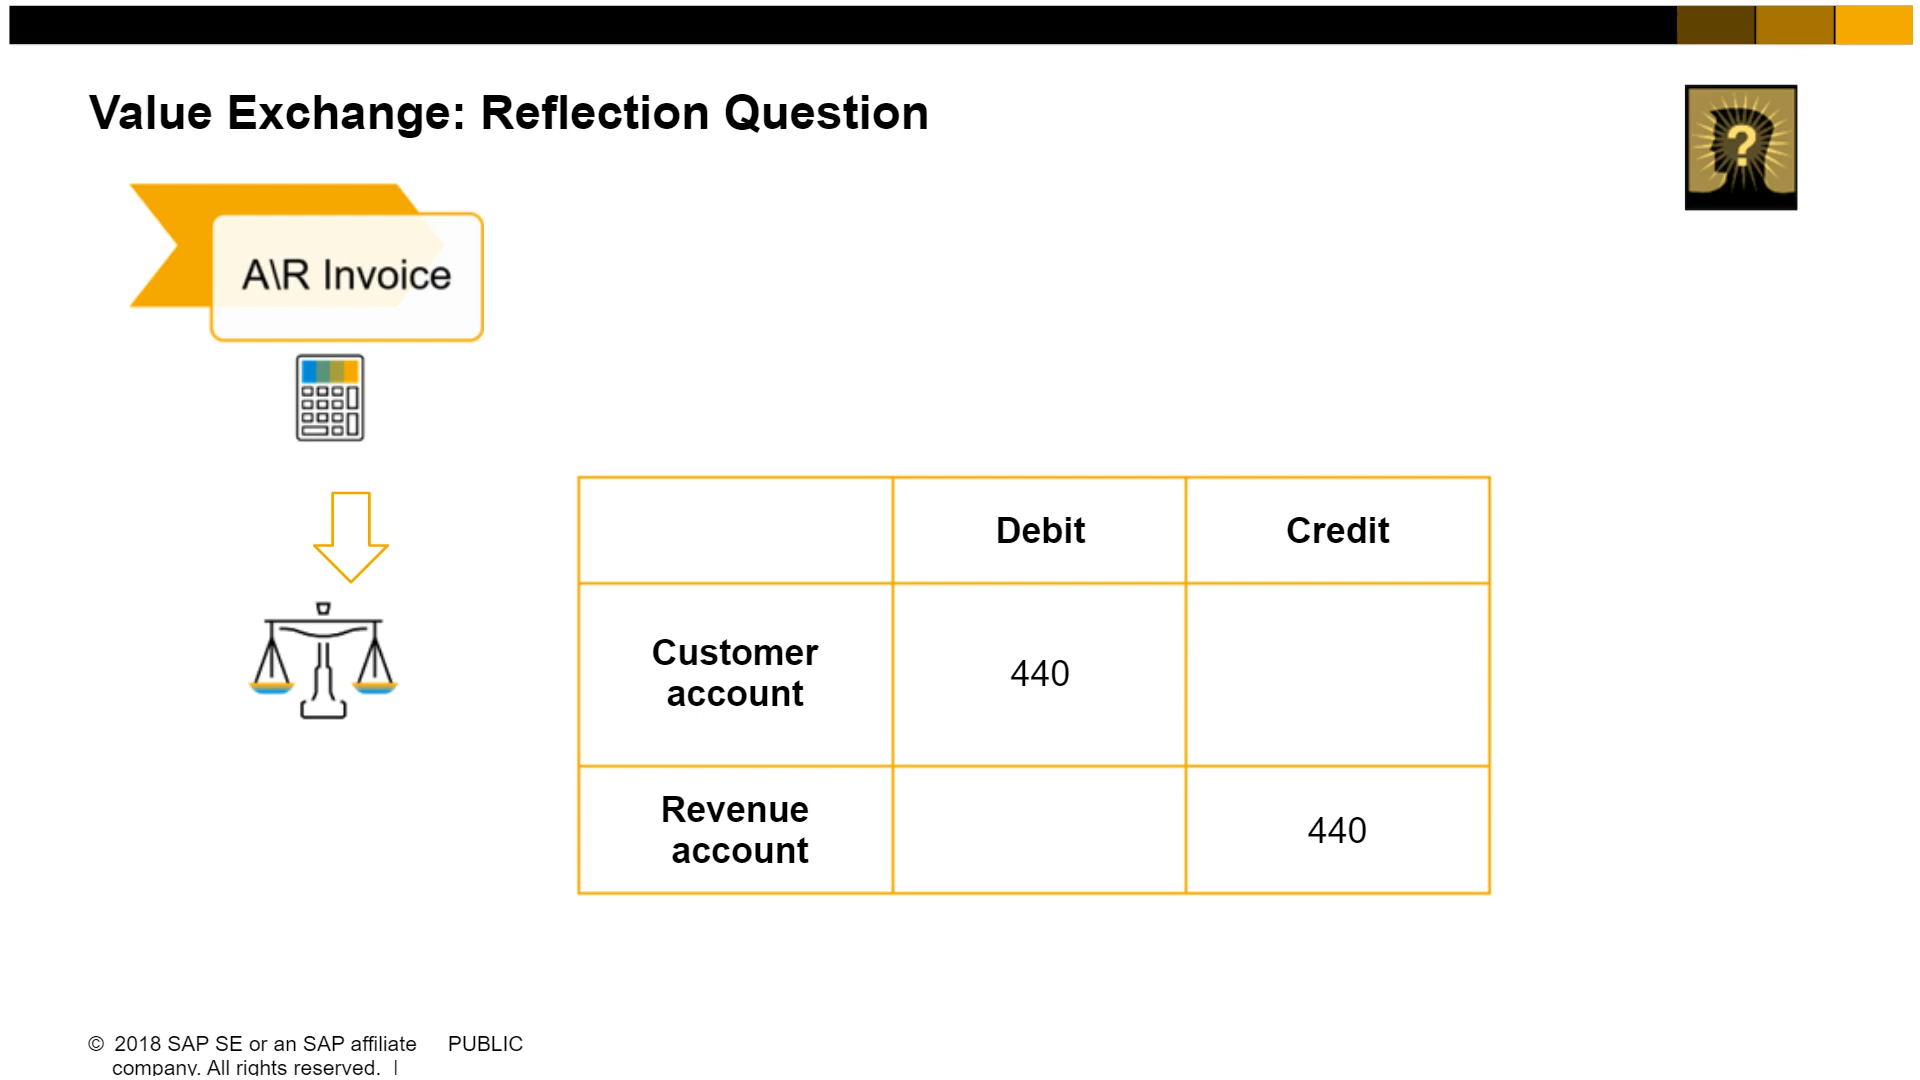 Value Exchange: Reflection Question
?
A\R Invoice
Debit
Credit
Customer
account
440
Revenue
account
440
© 2018 SAP SE or an SAP affiliate
company. All rights reserved. |
PUBLIC